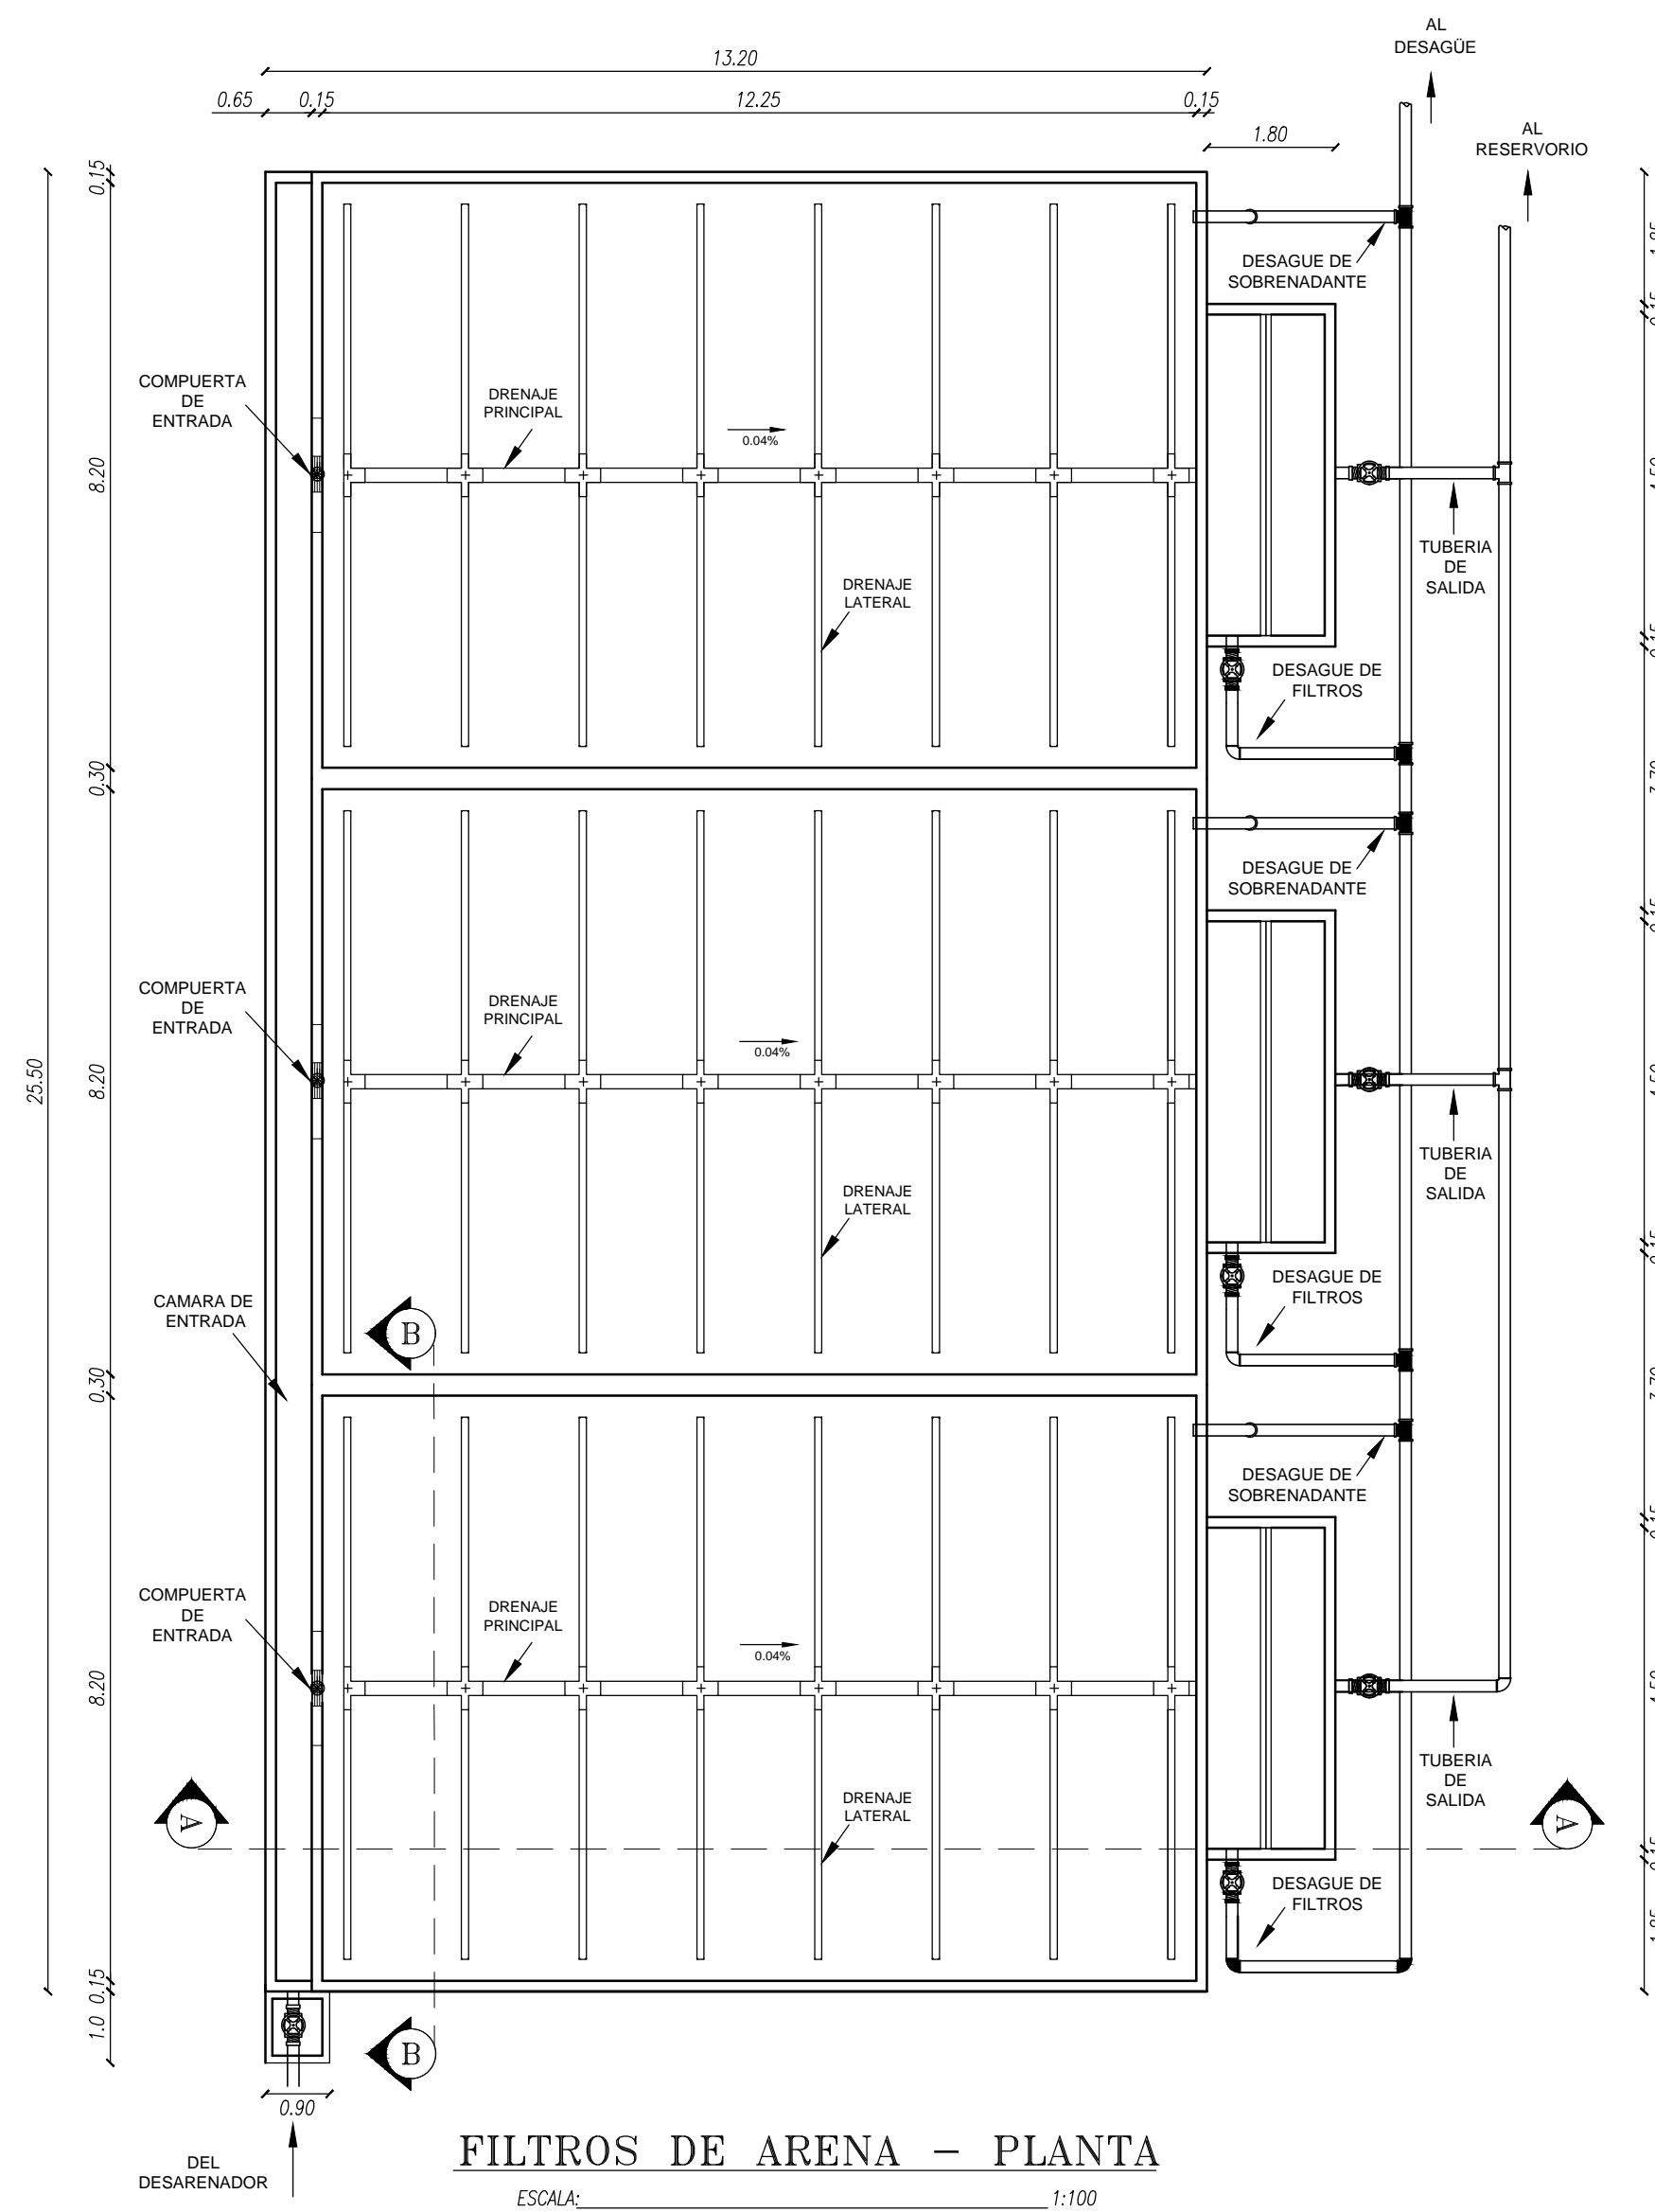 AL
DESAGÜE
13.20
0.65
0.15
12.25
0.15
1.80
AL
RESERVORIO
0.15
DESAGUE DE
SOBRENADANTE
COMPUERTA
DE
ENTRADA
DRENAJE
PRINCIPAL
0.04%
8.20
TUBERIA
DE
SALIDA
DRENAJE
LATERAL
DESAGUE DE
FILTROS
0.30
DESAGUE DE
SOBRENADANTE
COMPUERTA
DE
ENTRADA
DRENAJE
PRINCIPAL
0.04%
25.50
8.20
TUBERIA
DE
SALIDA
DRENAJE
LATERAL
DESAGUE DE
FILTROS
CAMARA DE
ENTRADA
B
0.30
DESAGUE DE
SOBRENADANTE
COMPUERTA
DE
ENTRADA
DRENAJE
PRINCIPAL
0.04%
8.20
TUBERIA
DE
SALIDA
DRENAJE
LATERAL
A
A
DESAGUE DE
FILTROS
0.15
1.0
B
0.90
DEL
DESARENADOR
FILTROS DE ARENA - PLANTA
ESCALA: 1:100